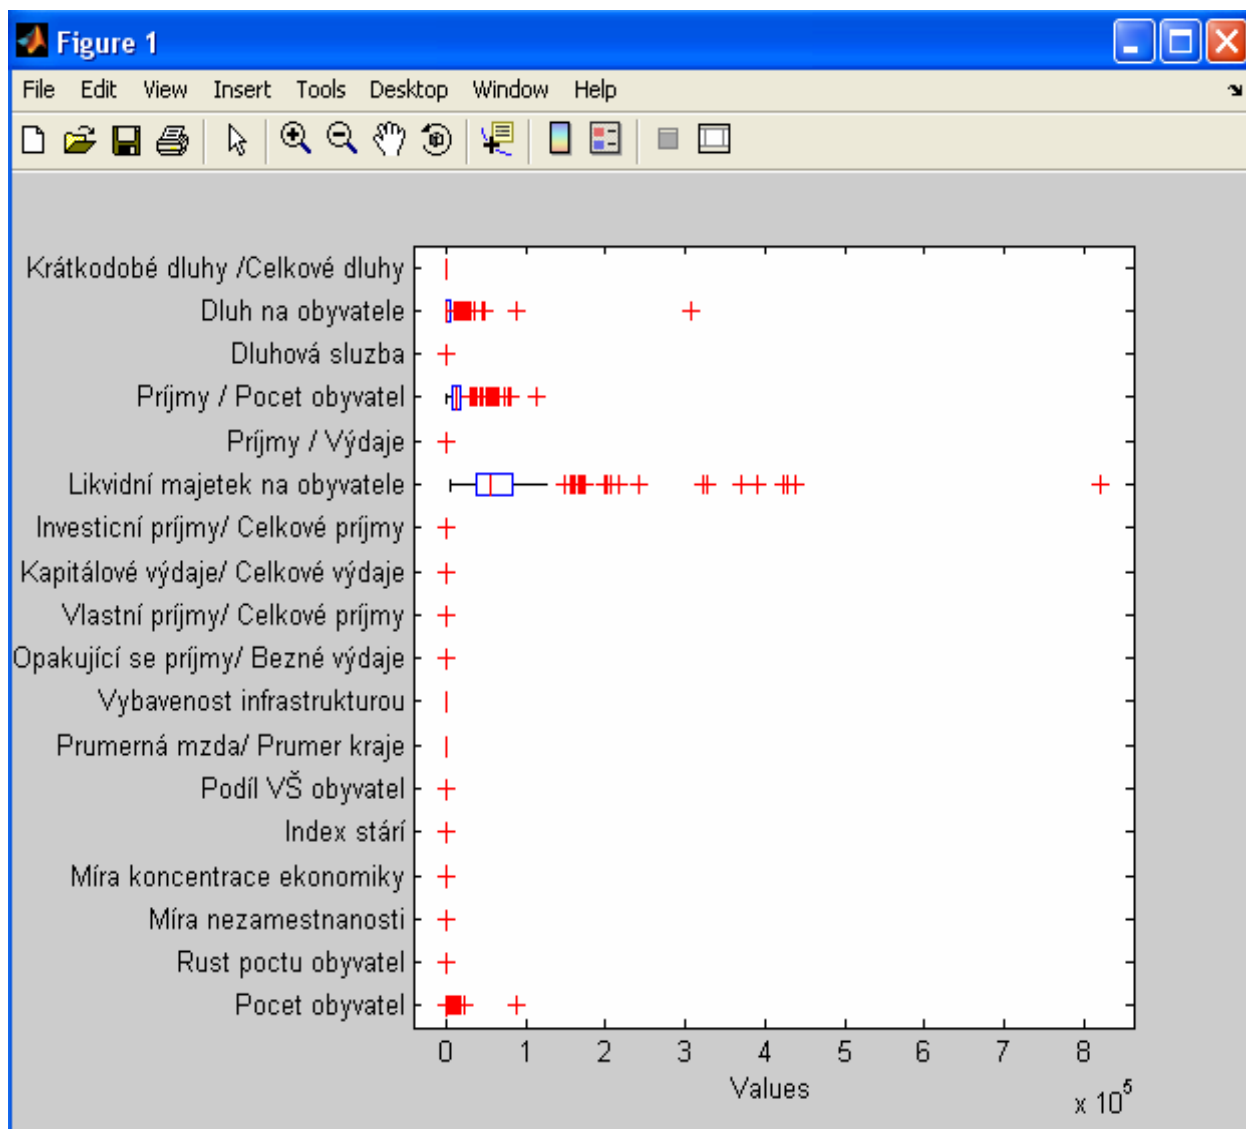 Figure 1
File Edit View Insert Tools Desktop Window Help
Krátkodobé dluhy /Celkové dluhy
Dluh na obyvatele
Dluhová sluzba
Príjmy / Pocet obyvatel
Príjmy / Výdaje
Likvidní majetek na obyvatele
Investicní príjmy/ Celkové príjmy
Kapitálové výdaje/ Celkové výdaje
Vlastní príjmy/ Celkové príjmy
Opakující se príjmy/ Bezné výdaje
Vybavenost infrastrukturou
Prumerná mzda/ Prumer kraje
Podíl VŠ obyvatel
Index stárí
Míra koncentrace ekonomiky
Míra nezamestnanosti
Rust poctu obyvatel
Pocet obyvatel
0 1 2 3 4 5 6 7 8
Values
x 10⁵